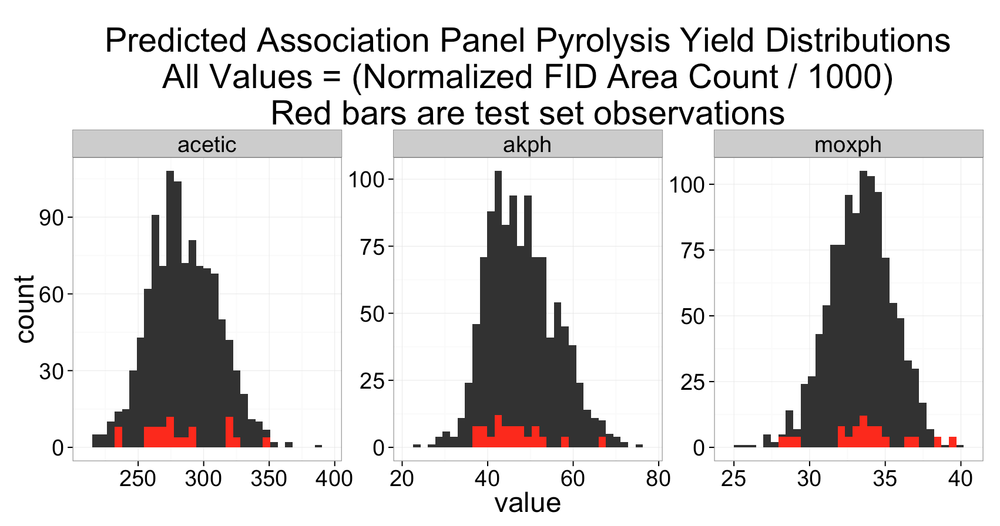 Predicted Association Panel Pyrolysis Yield Distributions
All Values = (Normalized FID Area Count / 1000)
Red bars are test set observations
acetic
akph
moxph
count
90
60
30
0
100
75
50
25
0
100
75
50
25
0
250 300 350 400
20 40 60 80
25 30 35 40
value